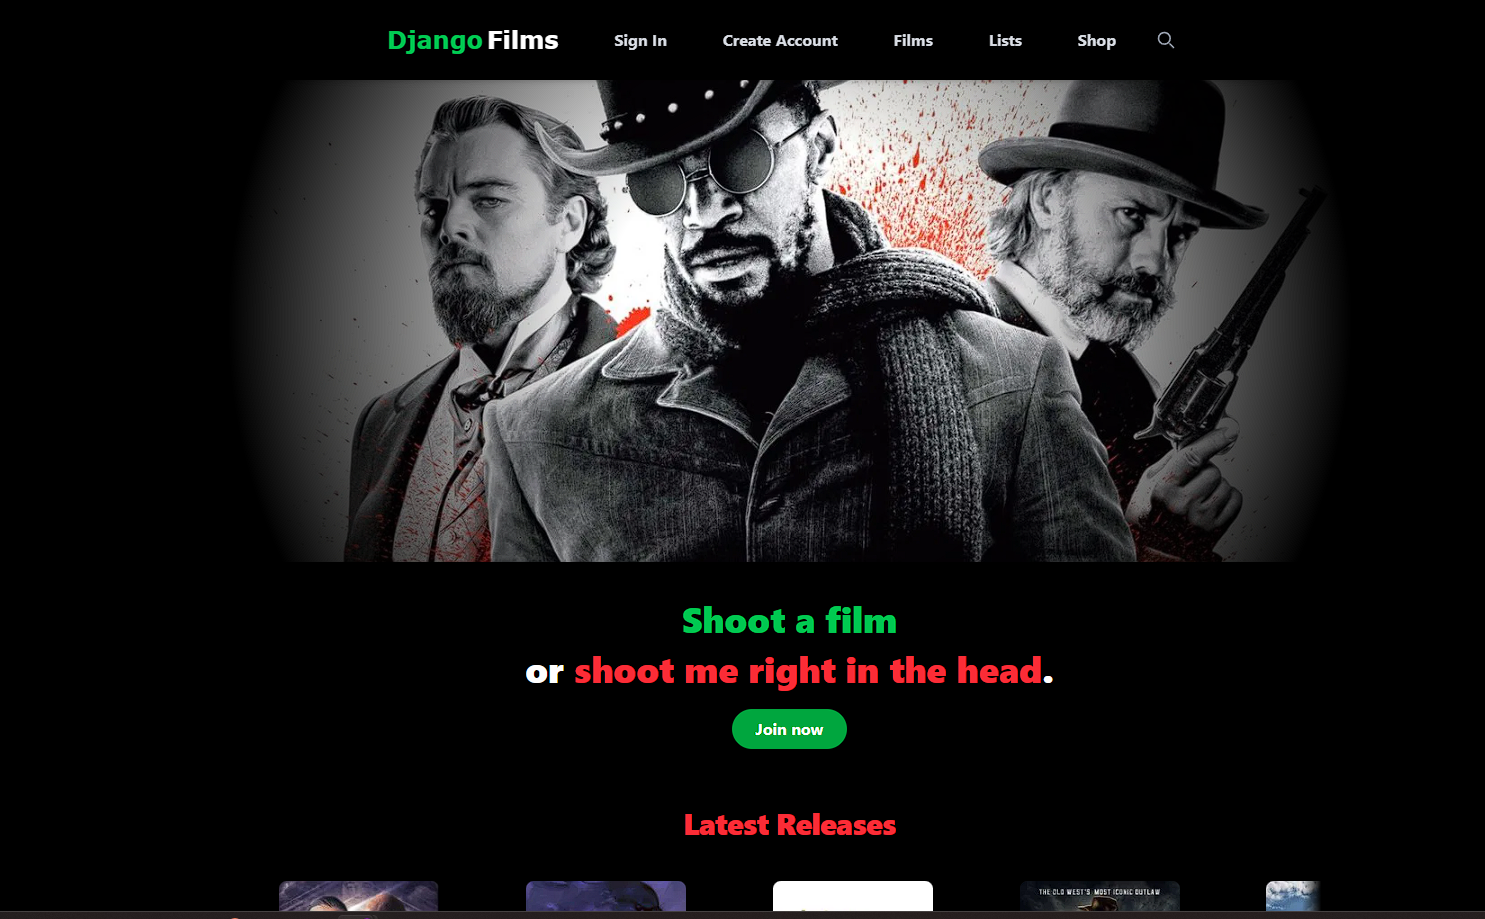 Django Films
Sign In
Create Account
Films
Lists
Shop
Shoot a film
or shoot me right in the head.
Join now
Latest Releases
THE OLD WEST'S MOST ICONIC OUTLAW